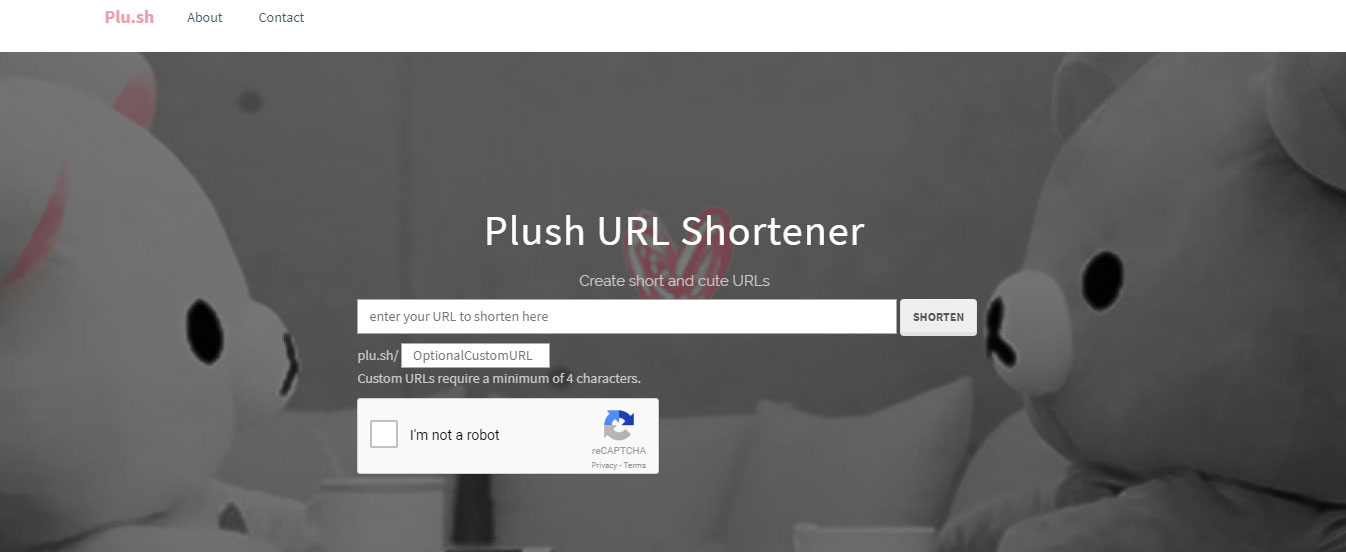 Plu.sh About Contact
Plush URL Shortener
Create short and cute URLs
enter your URL to shorten here SHORTEN
plu.sh/ OptionalCustomURL
Custom URLs require a minimum of 4 characters.
I'm not a robot
reCAPTCHA
Privacy - Terms